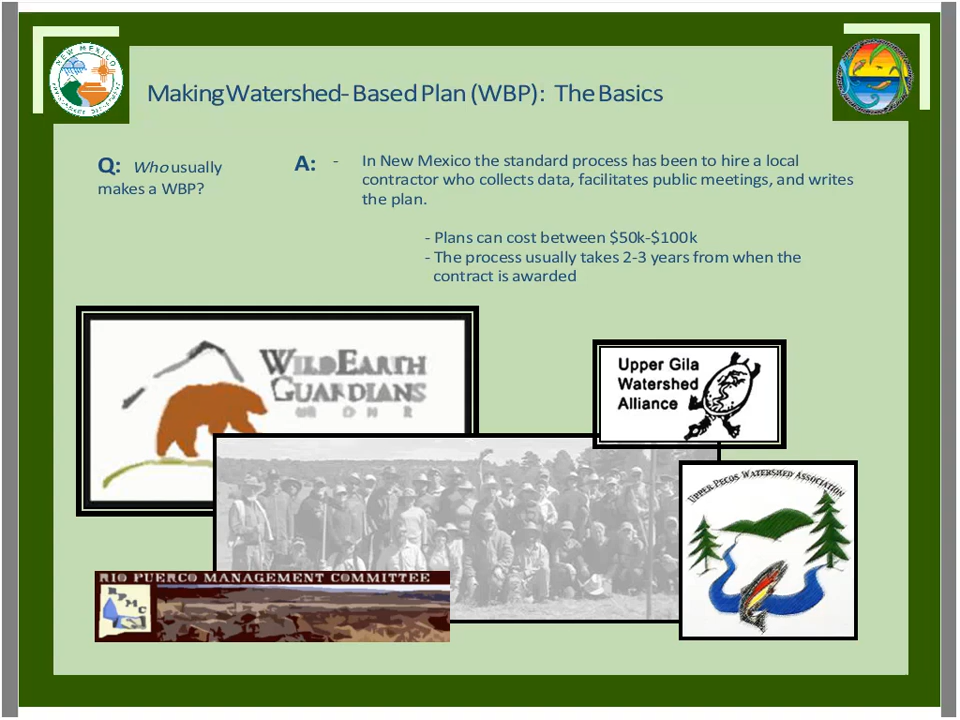 NEW MEXICO
Making Watershed- Based Plan (WBP): The Basics
Q: Who usually
makes a WBP?
A: - In New Mexico the standard process has been to hire a local
contractor who collects data, facilitates public meetings, and writes
the plan.
- Plans can cost between $50k-$100k
- The process usually takes 2-3 years from when the
contract is awarded
WILDEARTH
GUARDIANS
Upper Gila
Watershed
Alliance
UPPER PECOS WATERSHED ASSOCIATION
RIO PUERCO MANAGEMENT COMMITTEE
RPMC